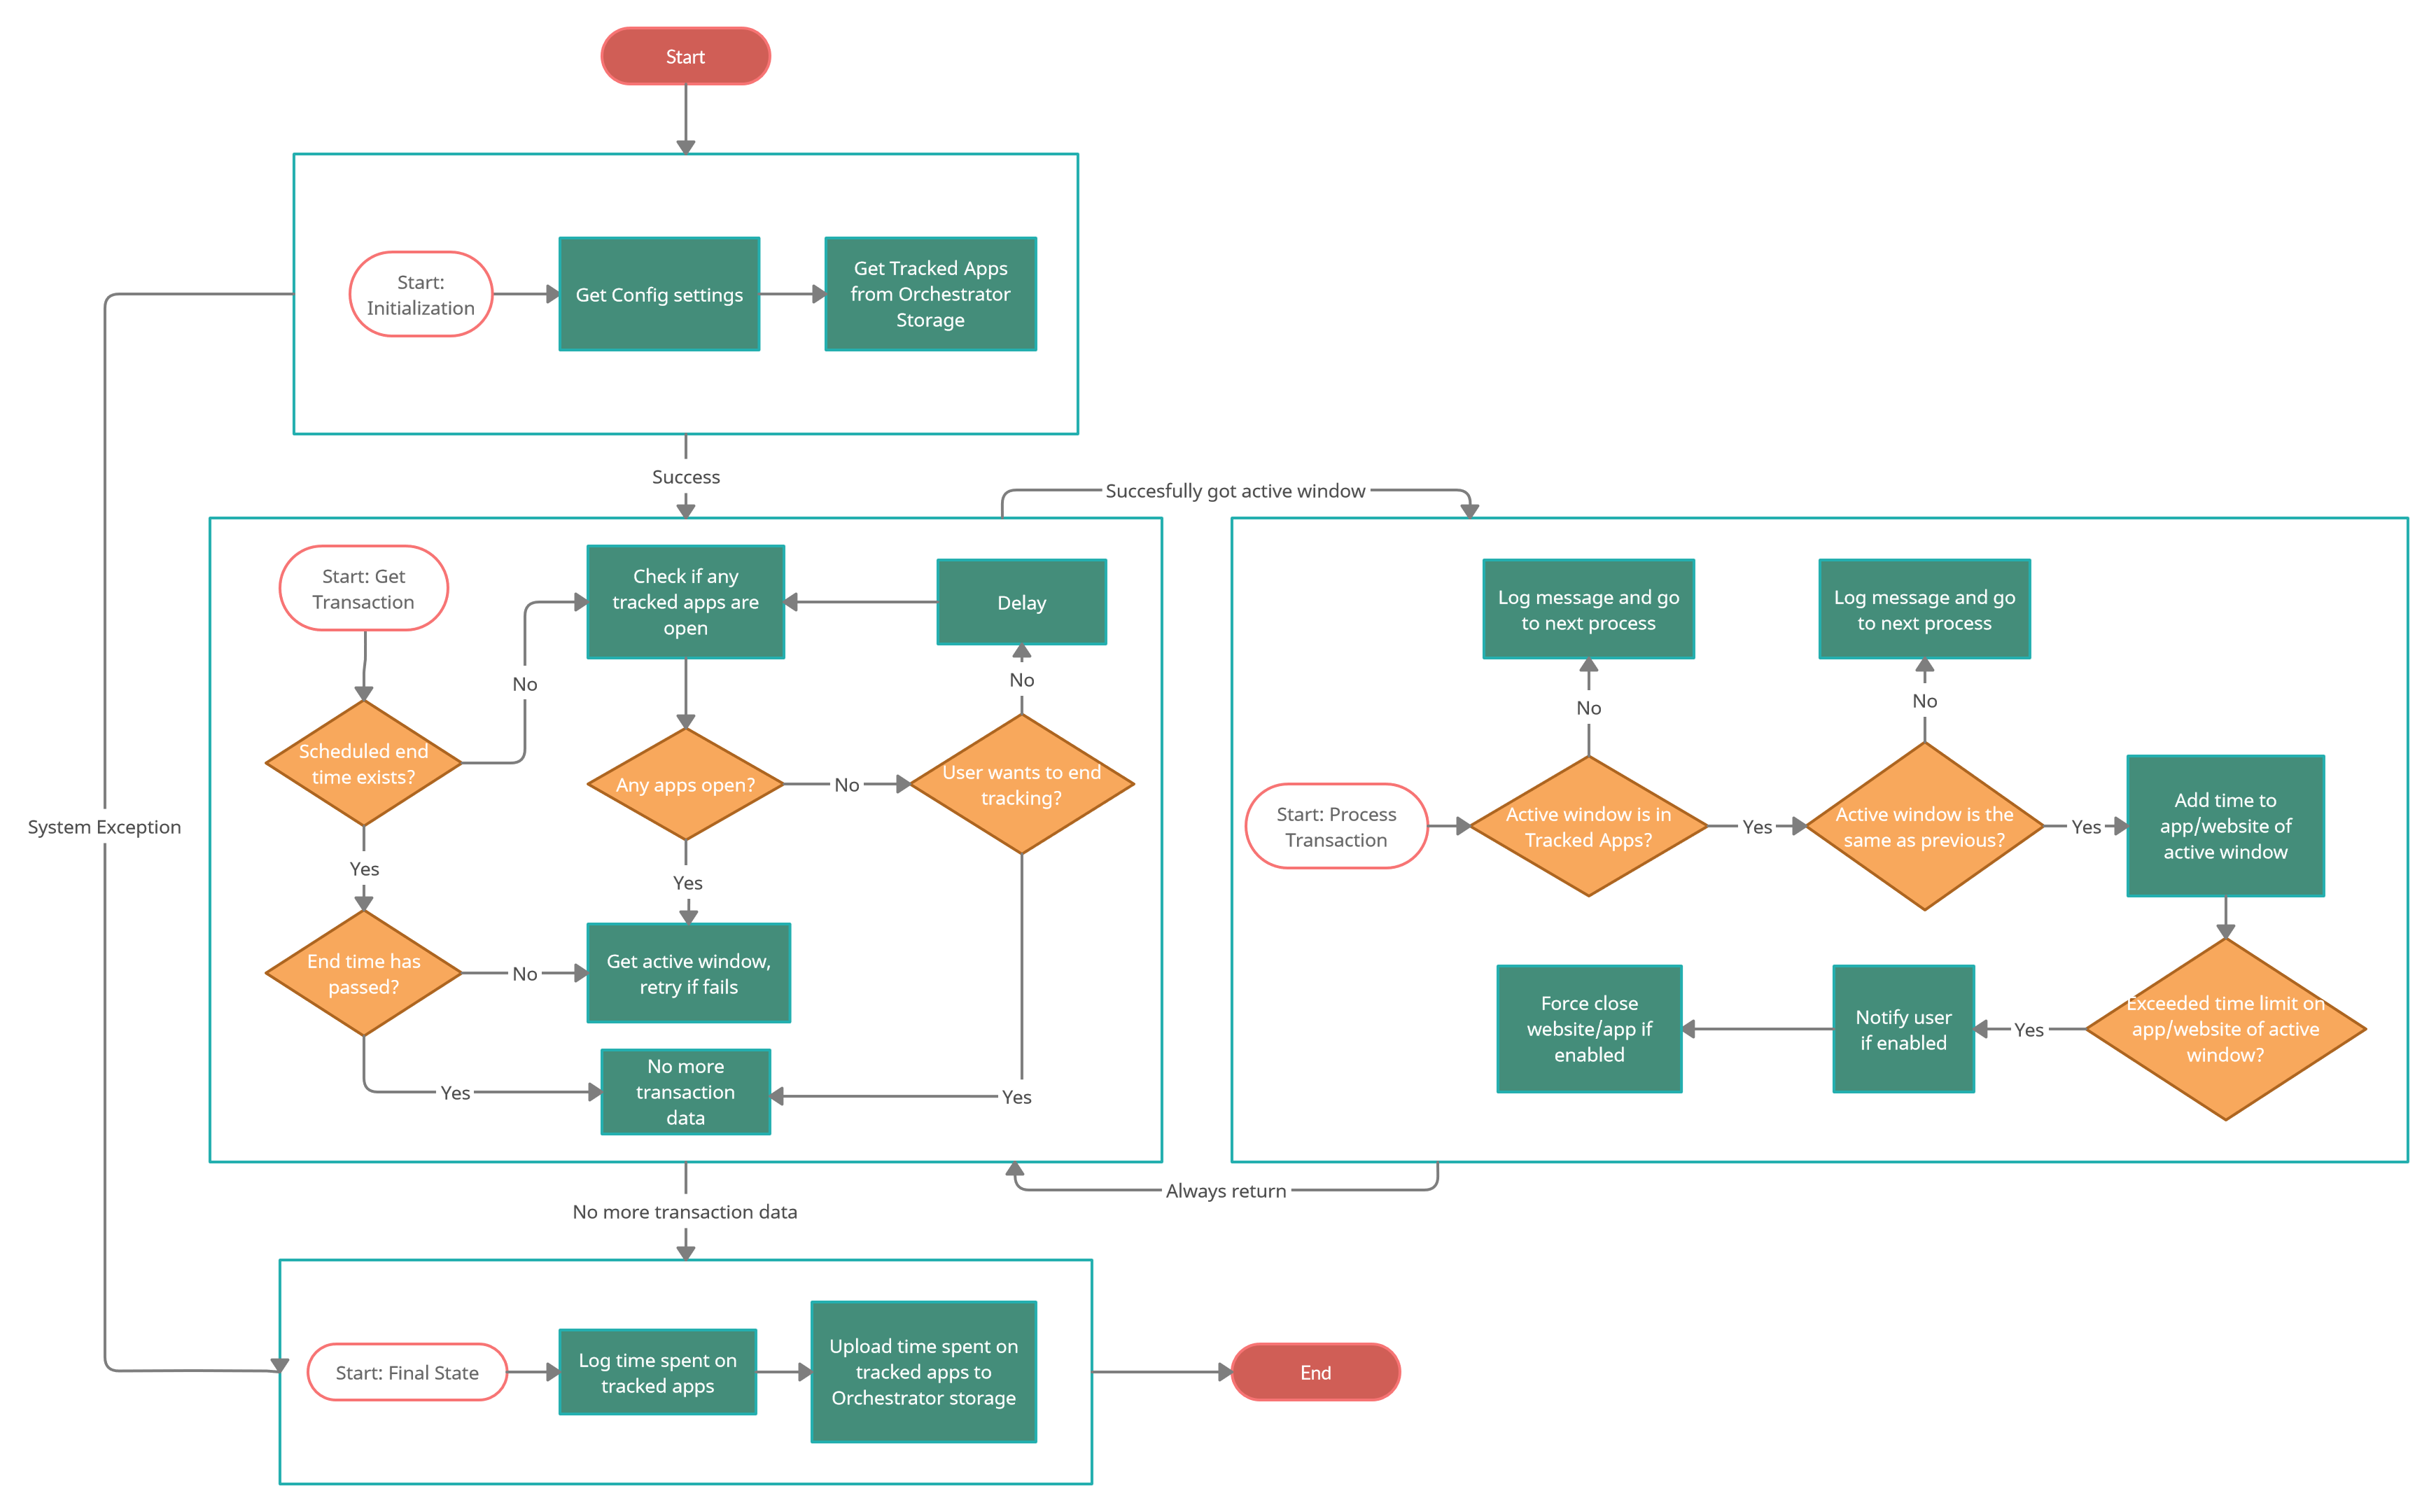 Start
Start:
Initialization
Get Config settings
Get Tracked Apps
from Orchestrator
Storage
Success
System Exception
Succesfully got active window
Start: Get
Transaction
Check if any
tracked apps are
open
Delay
No
No
Scheduled end
time exists?
Any apps open?
No
User wants to end
tracking?
Yes
Yes
End time has
passed?
No
Get active window,
retry if fails
Yes
No more
transaction
data
Yes
Log message and go
to next process
Log message and go
to next process
No
No
Start: Process
Transaction
Active window is in
Tracked Apps?
Yes
Active window is the
same as previous?
Yes
Add time to
app/website of
active window
Force close
website/app if
enabled
Notify user
if enabled
Yes
Exceeded time limit on
app/website of active
window?
Always return
No more transaction data
Start: Final State
Log time spent on
tracked apps
Upload time spent on
tracked apps to
Orchestrator storage
End